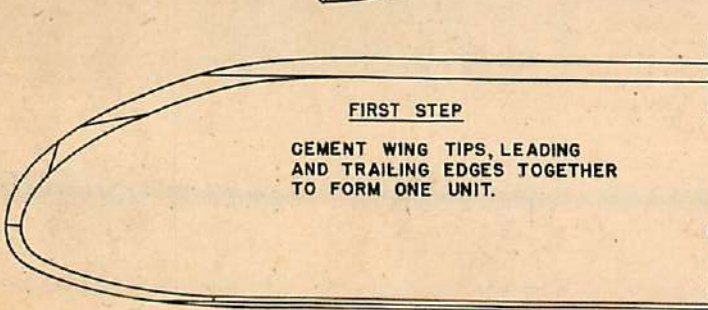 FIRST STEP
CEMENT WING TIPS, LEADING
AND TRAILING EDGES TOGETHER
TO FORM ONE UNIT.